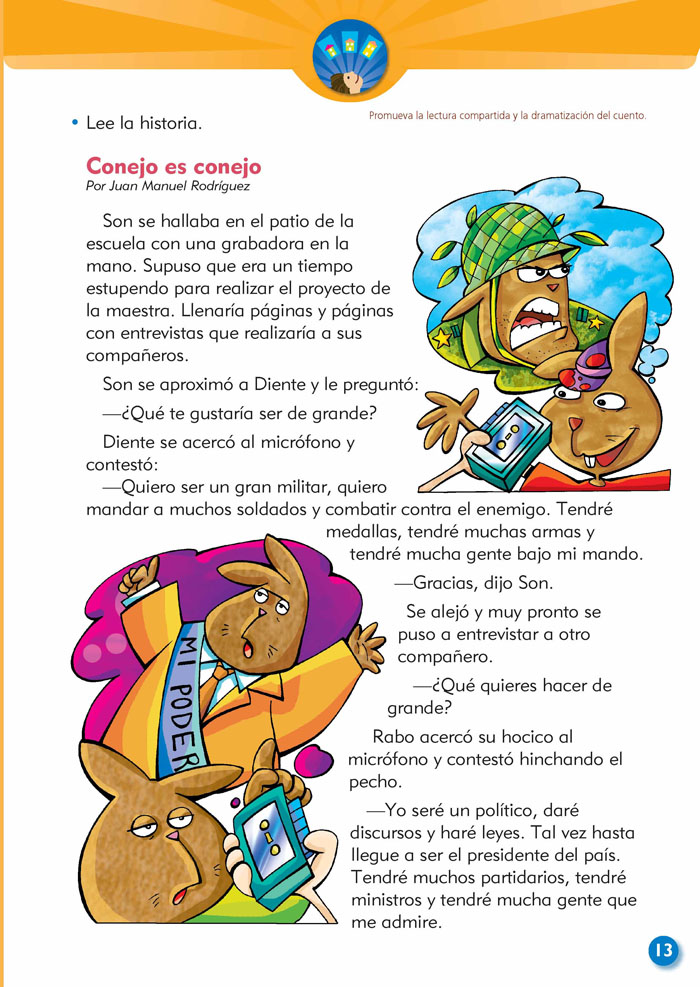 Promueva la lectura compartida y la dramatización del cuento.
• Lee la historia.
Conejo es conejo
Por Juan Manuel Rodríguez
Son se hallaba en el patio de la
escuela con una grabadora en la
mano. Supuso que era un tiempo
estupendo para realizar el proyecto de
la maestra. Llenaría páginas y páginas
con entrevistas que realizaría a sus
compañeros.
Son se aproximó a Diente y le preguntó:
—¿Qué te gustaría ser de grande?
Diente se acercó al micrófono y
contestó:
—Quiero ser un gran militar, quiero
mandar a muchos soldados y combatir contra el enemigo. Tendré
medallas, tendré muchas armas y
tendré mucha gente bajo mi mando.
—Gracias, dijo Son.
Se alejó y muy pronto se
puso a entrevistar a otro
compañero.
—¿Qué quieres hacer de
grande?
Rabo acercó su hocico al
micrófono y contestó hinchando el
pecho.
—Yo seré un político, daré
discursos y haré leyes. Tal vez hasta
llegue a ser el presidente del país.
Tendré muchos partidarios, tendré
ministros y tendré mucha gente que
me admire.
MI PODER
13